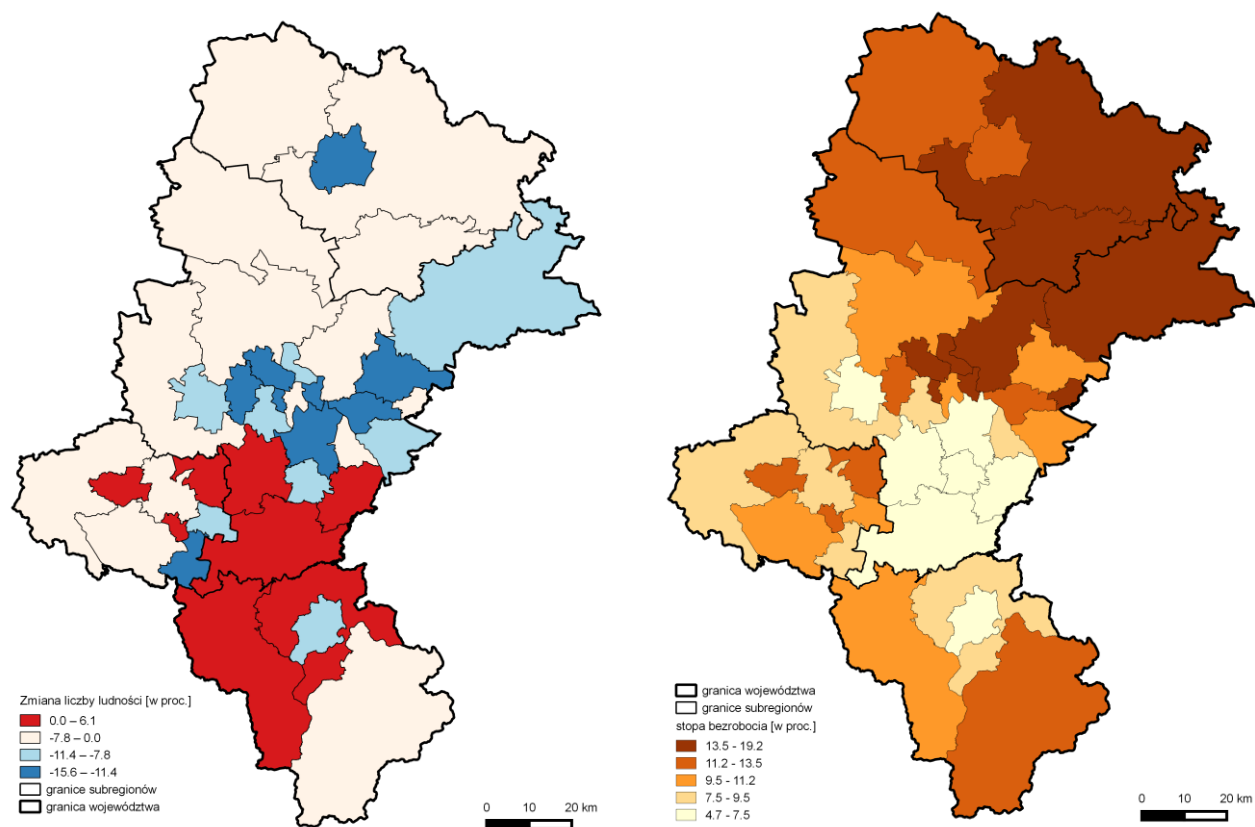 Zmiana liczby ludności [w proc.]
0.0 – 6.1
-7.8 – 0.0
-11.4 – -7.8
-15.6 – -11.4
granice subregionów
granica województwa
0 10 20 km
granica województwa
granice subregionów
stopa bezrobocia [w proc.]
13.5 - 19.2
11.2 - 13.5
9.5 - 11.2
7.5 - 9.5
4.7 - 7.5
0 10 20 km